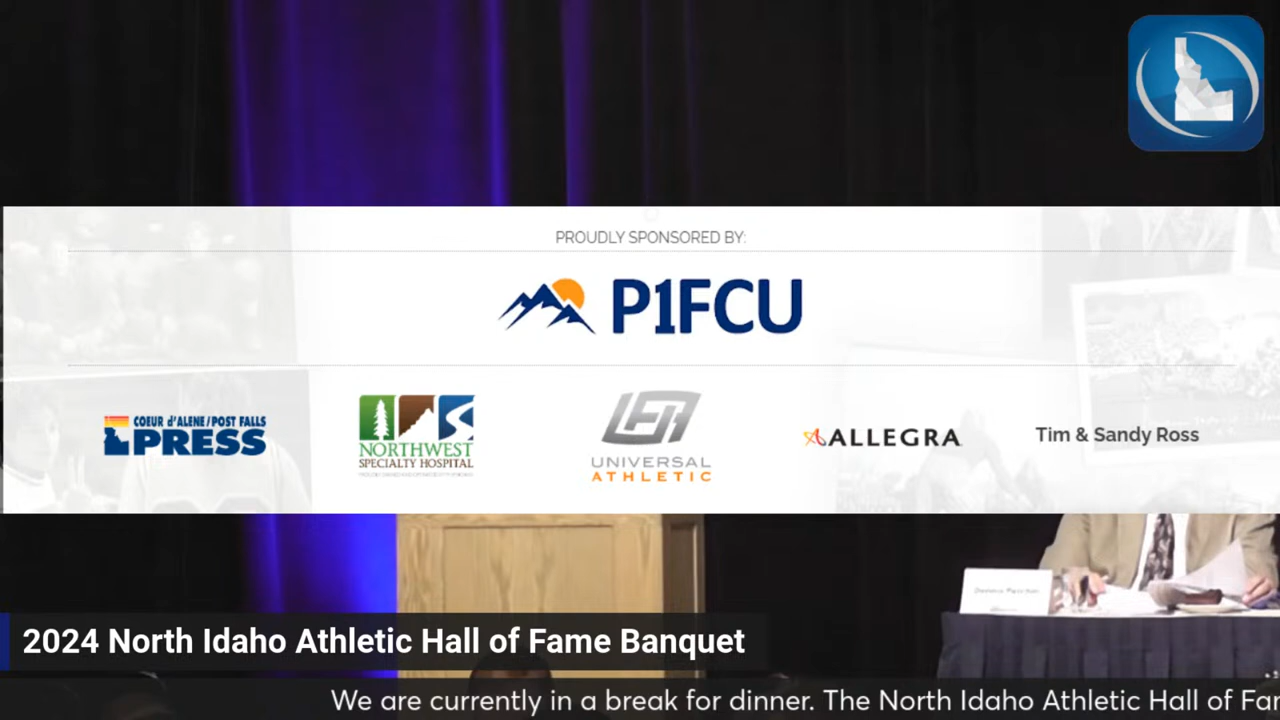 PROUDLY SPONSORED BY:
P1FCU
COEUR d'ALENE/POST FALLS
PRESS
NORTHWEST
SPECIALTY HOSPITAL
UNIVERSAL
ATHLETIC
ALLEGRA
Tim & Sandy Ross
2024 North Idaho Athletic Hall of Fame Banquet
We are currently in a break for dinner. The North Idaho Athletic Hall of Fa